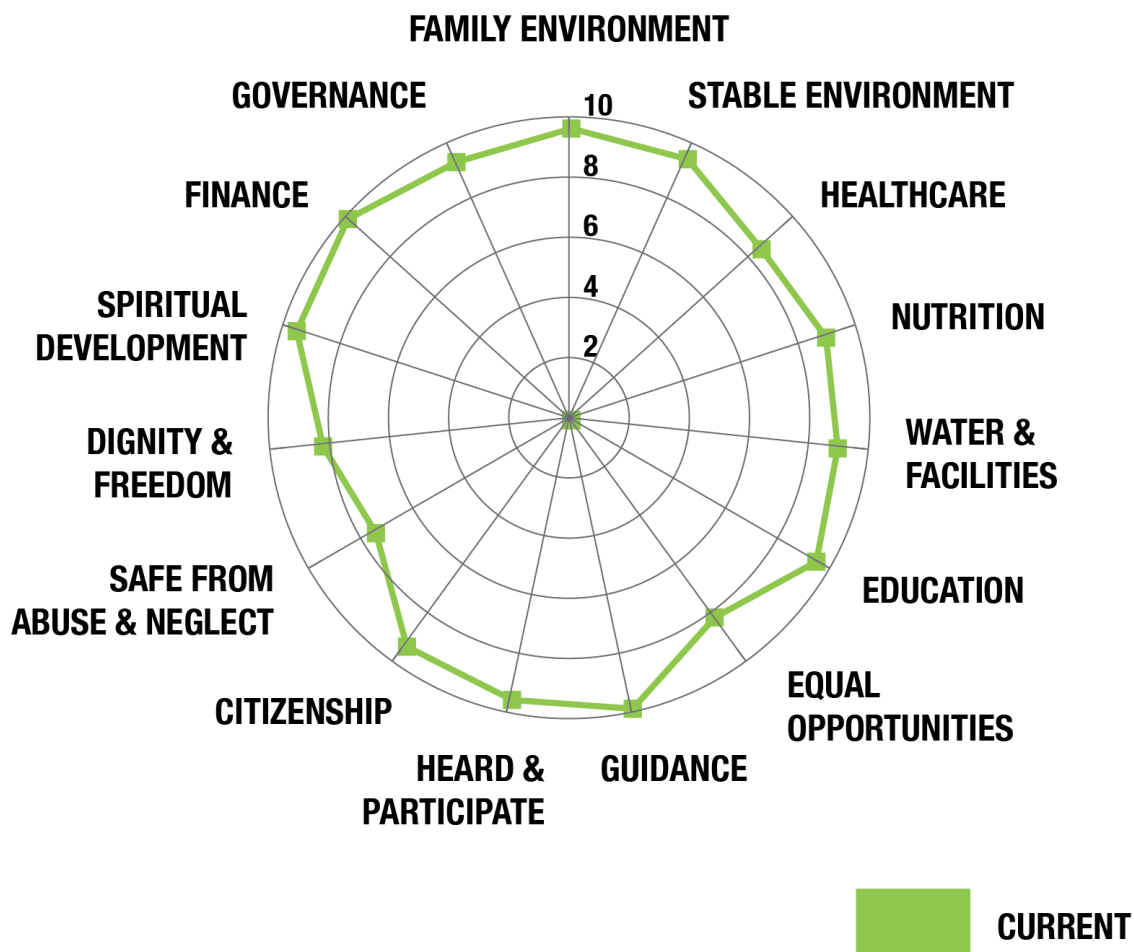 FAMILY ENVIRONMENT
GOVERNANCE
STABLE ENVIRONMENT
10
8
6
4
2
FINANCE
HEALTHCARE
SPIRITUAL
DEVELOPMENT
NUTRITION
DIGNITY &
FREEDOM
WATER &
FACILITIES
SAFE FROM
ABUSE & NEGLECT
EDUCATION
CITIZENSHIP
EQUAL
OPPORTUNITIES
HEARD &
PARTICIPATE
GUIDANCE
CURRENT